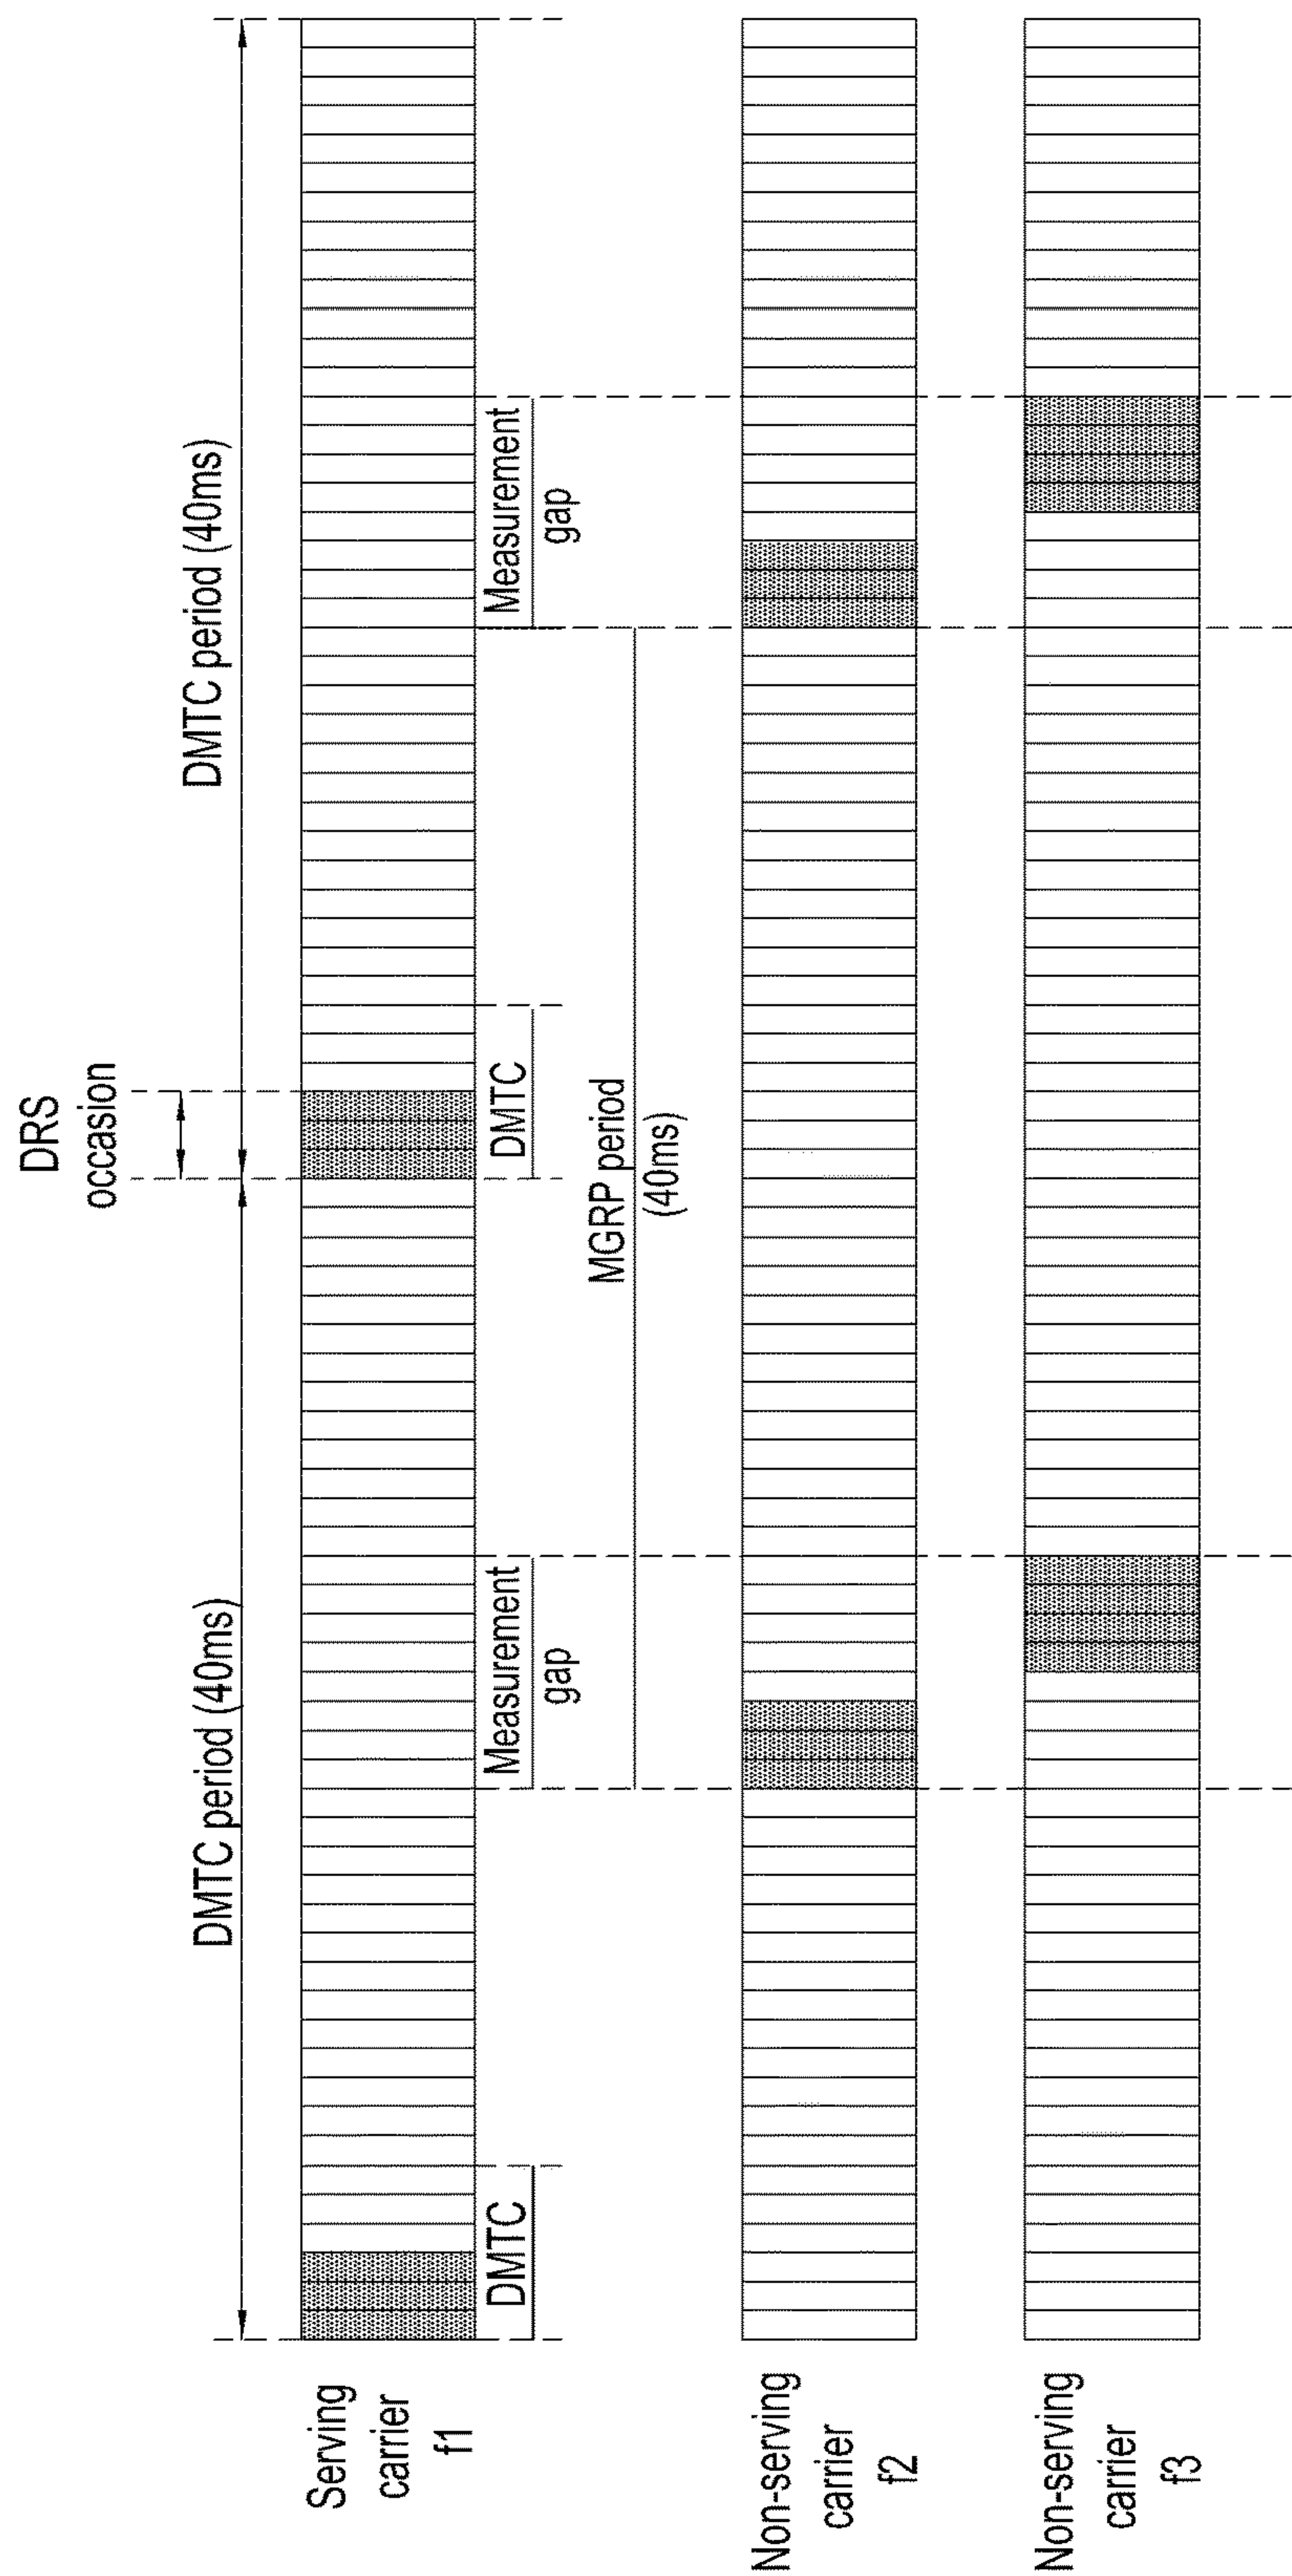 DRS
occasion
DMTC period (40ms)
DMTC period (40ms)
Serving
carrier
f1
DMTC
Measurement
gap
DMTC
Measurement
gap
MGRP period
(40ms)
Non-serving
carrier
f2
Non-serving
carrier
f3